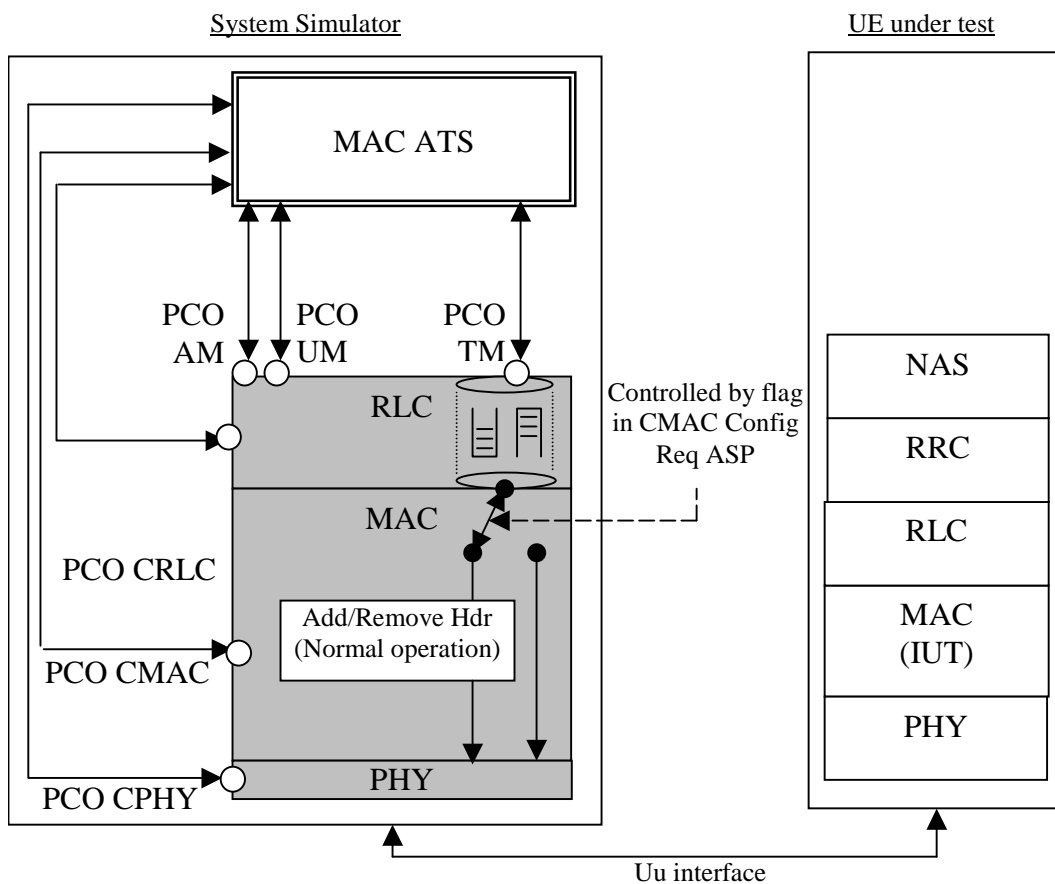 System Simulator
UE under test
MAC ATS
PCO
AM
PCO
UM
PCO
TM
RLC
Controlled by flag
in CMAC Config
Req ASP
MAC
PCO CRLC
Add/Remove Hdr
(Normal operation)
PCO CMAC
PHY
PCO CPHY
NAS
RRC
RLC
MAC
(IUT)
PHY
Uu interface